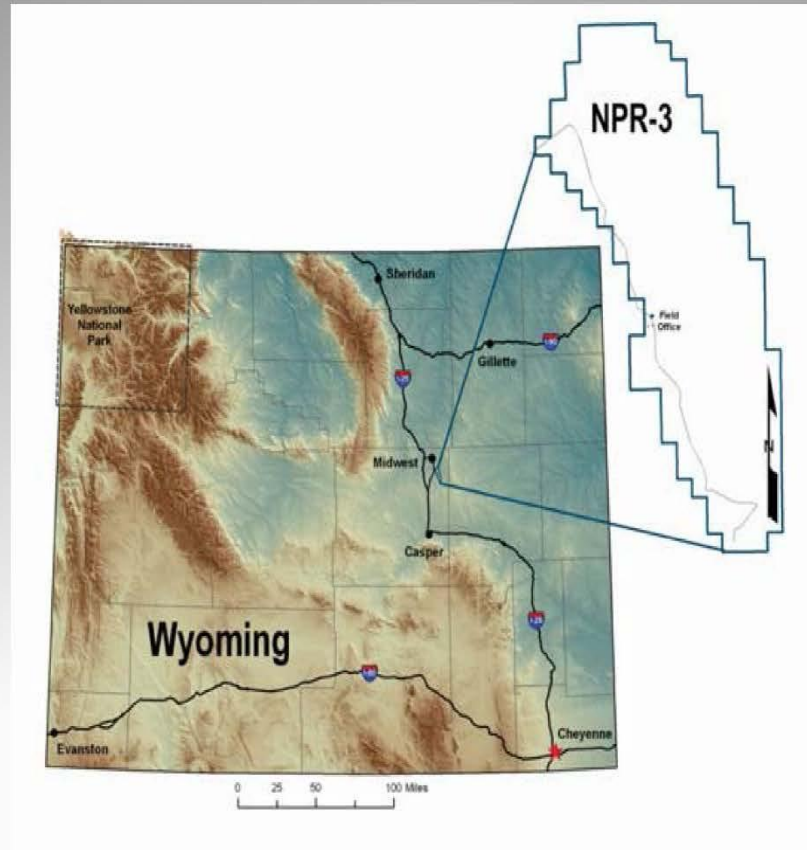 NPR-3
Sheridan
Yellowstone
National
Park
Field
Office
I-90
Gillette
I-25
N
Midwest
Casper
I-25
Wyoming
I-80
Cheyenne
Evanston
0 25 50 100 Miles